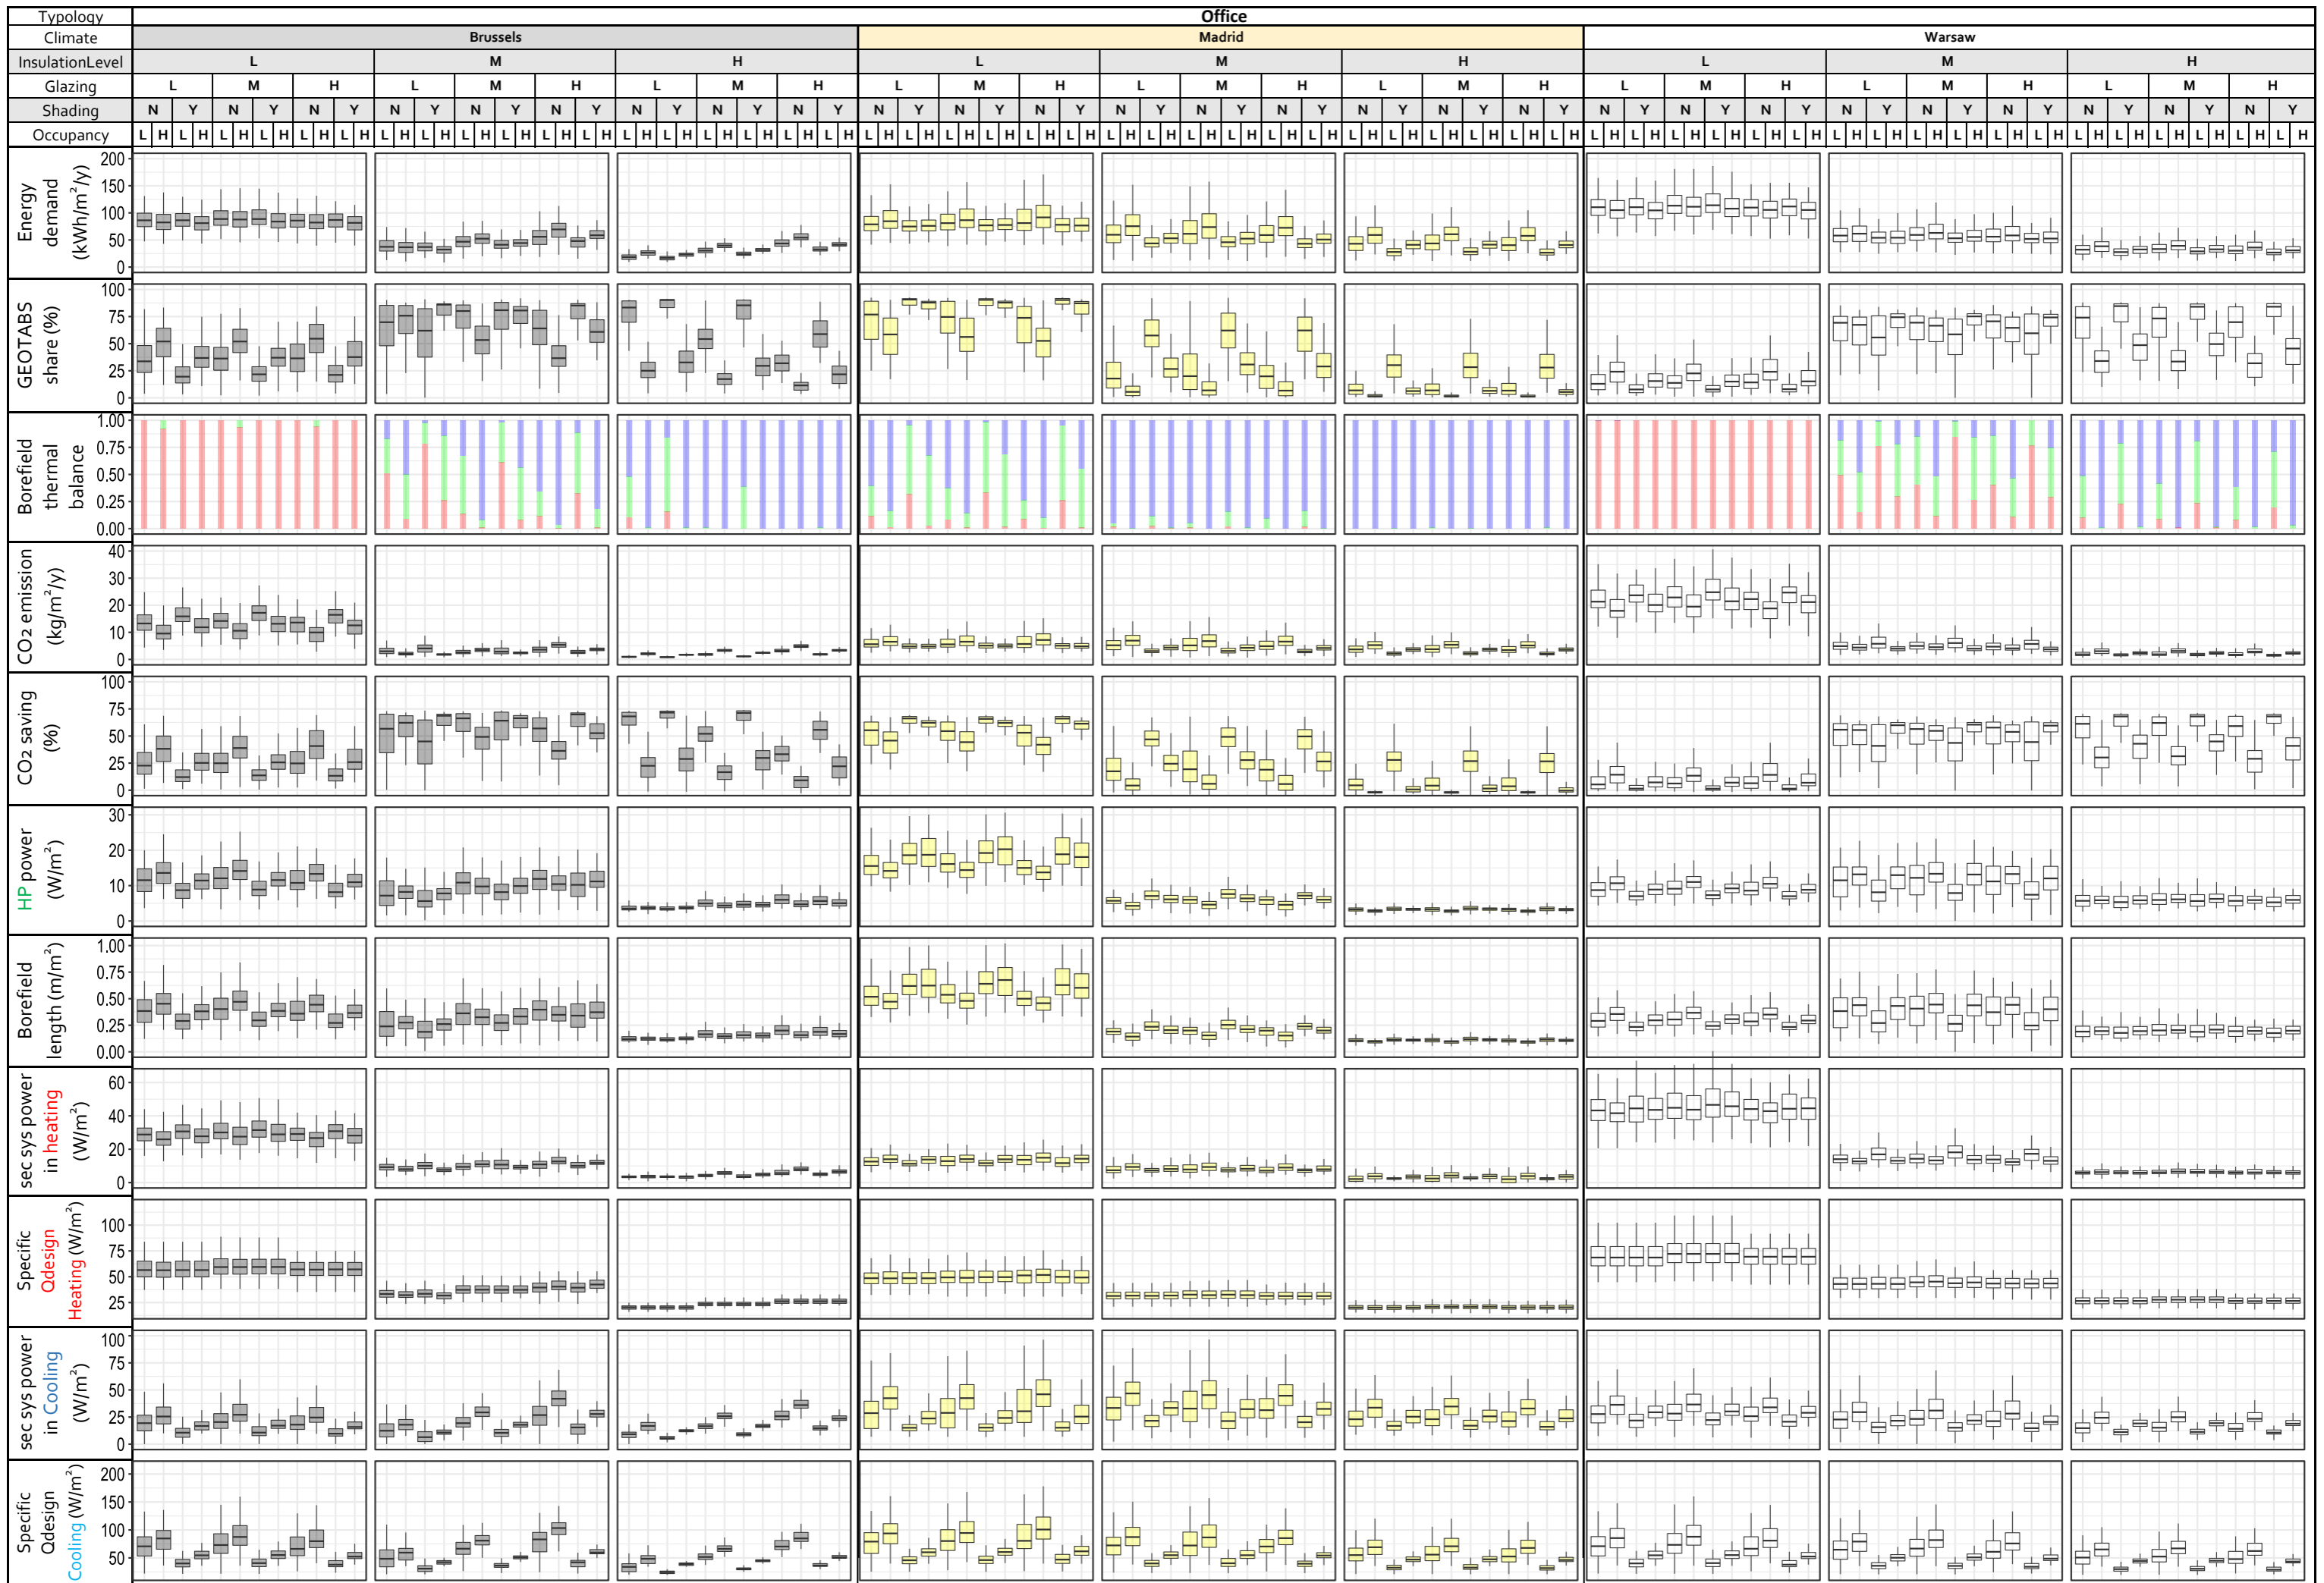 Typology Office
Climate Brussels Madrid Warsaw
InsulationLevel L M H L M H L M H
Glazing L M H L M H L M H L M H L M H L M H L M H L M H L M H
Shading N Y N Y N Y N Y N Y N Y N Y N Y N Y N Y N Y N Y N Y N Y N Y N Y N Y N Y N Y N Y N Y N Y N Y N Y N Y N Y N Y
Occupancy L H L H L H L H L H L H L H L H L H L H L H L H L H L H L H L H L H L H L H L H L H L H L H L H L H L H L H L H L H L H L H L H L H L H L H L H L H L H L H L H L H L H L H L H L H L H L H L H L H L H L H L H L H L H
Energy
demand
(kWh/m²/y)
200
150
100
50
0
GEOTABS
share (%)
100
75
50
25
0
Borefield
thermal
balance
1.00
0.75
0.50
0.25
0.00
CO2 emission
(kg/m²/y)
40
30
20
10
0
CO2 saving
(%)
100
75
50
25
0
HP power
(W/m²)
30
20
10
0
Borefield
length (m/m²)
1.00
0.75
0.50
0.25
0.00
sec sys power
in heating
(W/m²)
60
40
20
0
Specific
Qdesign
Heating (W/m²)
100
75
50
25
sec sys power
in Cooling
(W/m²)
100
75
50
25
0
Specific
Qdesign
Cooling (W/m²)
200
150
100
50